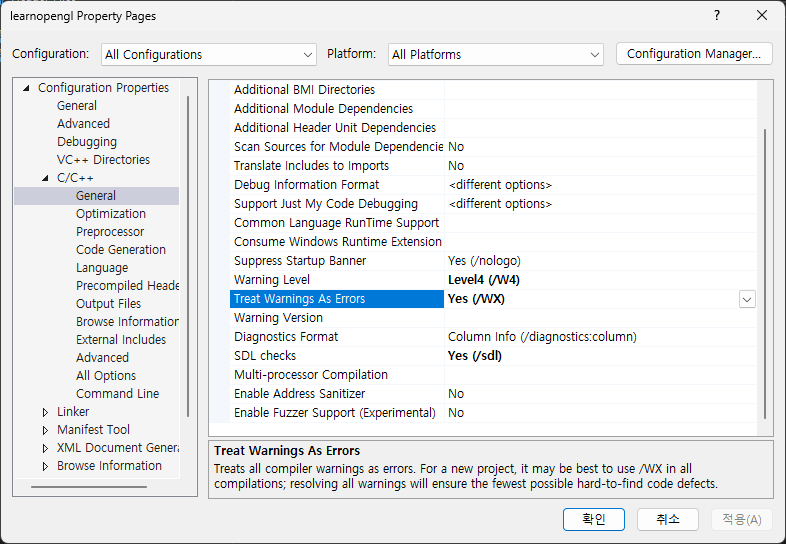 learnopengl Property Pages
?
Configuration: All Configurations Platform: All Platforms Configuration Manager...
Configuration Properties
General
Advanced
Debugging
VC++ Directories
C/C++
General
Optimization
Preprocessor
Code Generation
Language
Precompiled Heade
Output Files
Browse Information
External Includes
Advanced
All Options
Command Line
Linker
Manifest Tool
XML Document Genera
Browse Information
Additional BMI Directories
Additional Module Dependencies
Additional Header Unit Dependencies
Scan Sources for Module Dependencie No
Translate Includes to Imports No
Debug Information Format <different options>
Support Just My Code Debugging <different options>
Common Language RunTime Support
Consume Windows Runtime Extension
Suppress Startup Banner Yes (/nologo)
Warning Level Level4 (/W4)
Treat Warnings As Errors Yes (/WX)
Warning Version
Diagnostics Format Column Info (/diagnostics:column)
SDL checks Yes (/sdl)
Multi-processor Compilation
Enable Address Sanitizer No
Enable Fuzzer Support (Experimental) No
Treat Warnings As Errors
Treats all compiler warnings as errors. For a new project, it may be best to use /WX in all
compilations; resolving all warnings will ensure the fewest possible hard-to-find code defects.
확인 취소 적용(A)